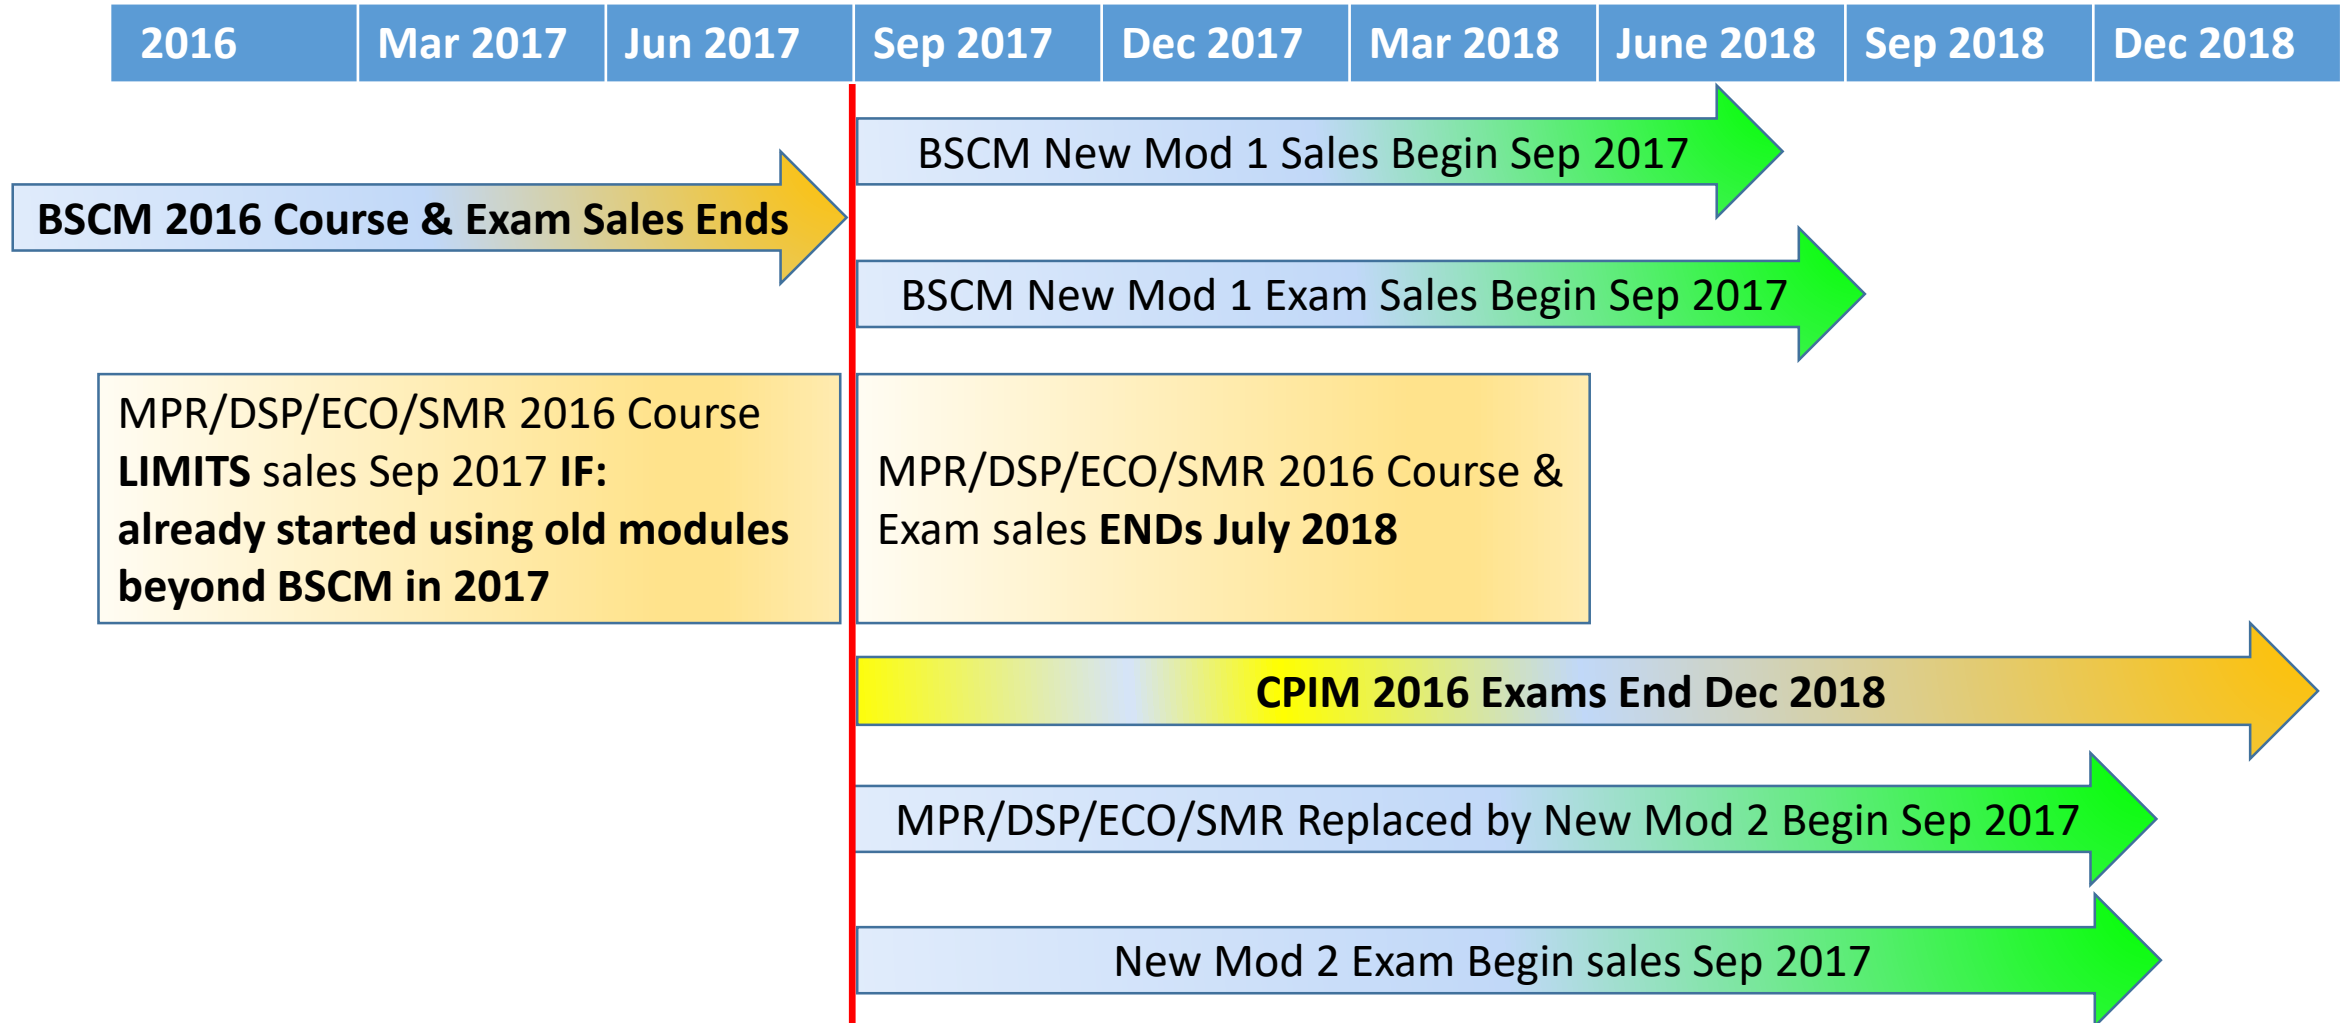 2016 Mar 2017 Jun 2017 Sep 2017 Dec 2017 Mar 2018 June 2018 Sep 2018 Dec 2018
BSCM New Mod 1 Sales Begin Sep 2017
BSCM 2016 Course & Exam Sales Ends
BSCM New Mod 1 Exam Sales Begin Sep 2017
MPR/DSP/ECO/SMR 2016 Course
LIMITS sales Sep 2017 IF:
already started using old modules
beyond BSCM in 2017
MPR/DSP/ECO/SMR 2016 Course &
Exam sales ENDs July 2018
CPIM 2016 Exams End Dec 2018
MPR/DSP/ECO/SMR Replaced by New Mod 2 Begin Sep 2017
New Mod 2 Exam Begin sales Sep 2017